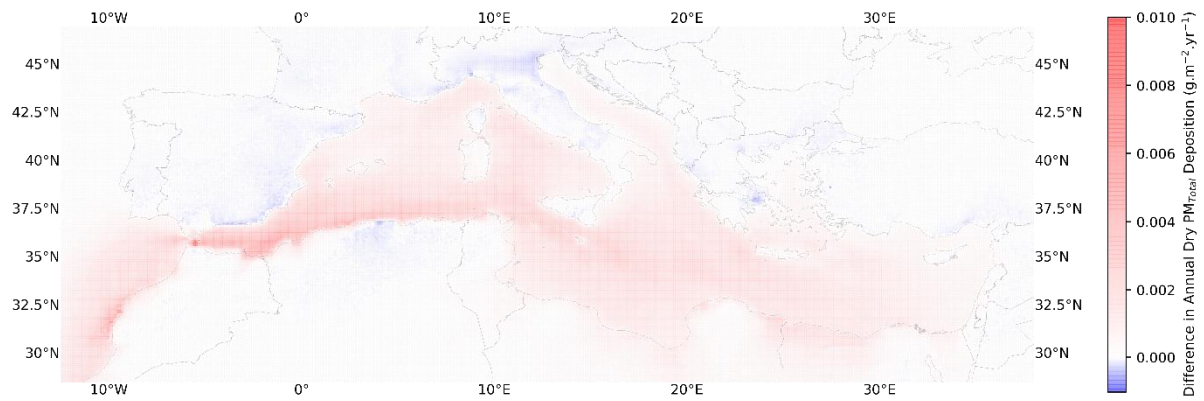 10°W 0° 10°E 20°E 30°E
45°N 45°N
42.5°N 42.5°N
40°N 40°N
37.5°N 37.5°N
35°N 35°N
32.5°N 32.5°N
30°N 30°N
10°W 0° 10°E 20°E 30°E
0.010
0.008
0.006
0.004
0.002
0.000
Difference in Annual Dry PM_{Total} Deposition (g.m⁻².yr⁻¹)